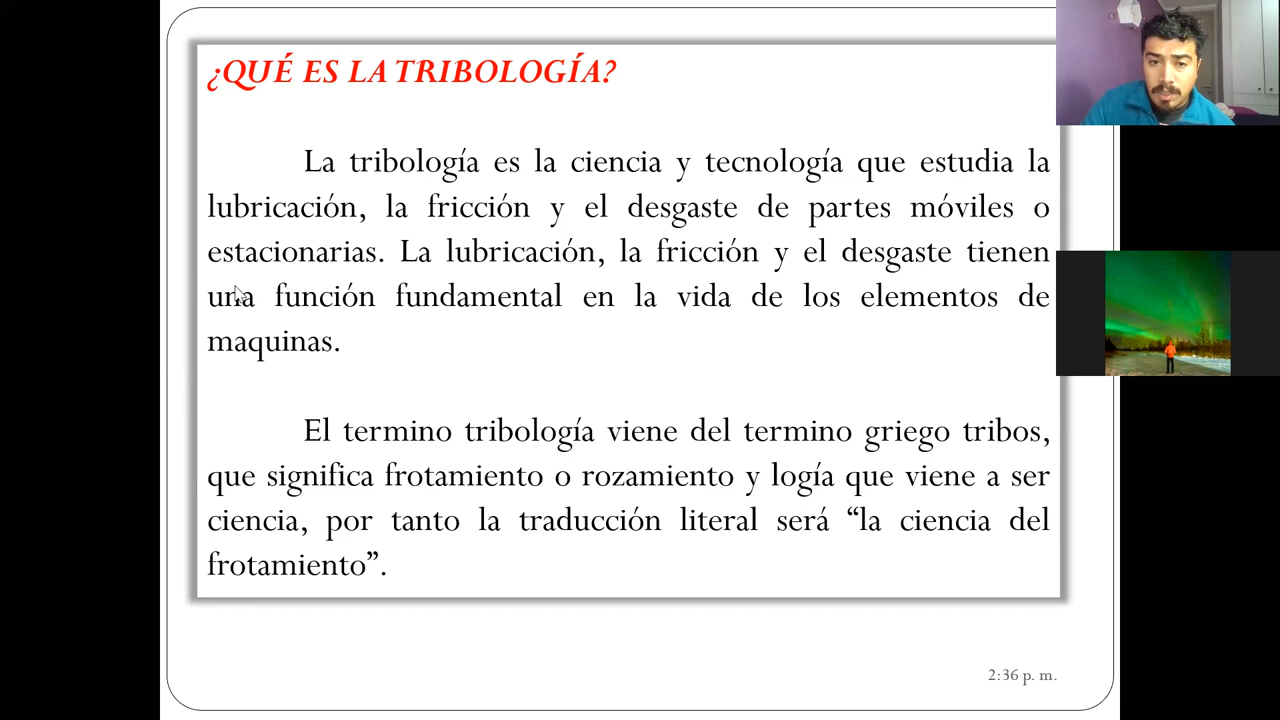 ¿QUÉ ES LA TRIBOLOGÍA?
La tribología es la ciencia y tecnología que estudia la
lubricación, la fricción y el desgaste de partes móviles o
estacionarias. La lubricación, la fricción y el desgaste tienen
una función fundamental en la vida de los elementos de
maquinas.
El termino tribología viene del termino griego tribos,
que significa frotamiento o rozamiento y logía que viene a ser
ciencia, por tanto la traducción literal será “la ciencia del
frotamiento”.
2:36 p. m.